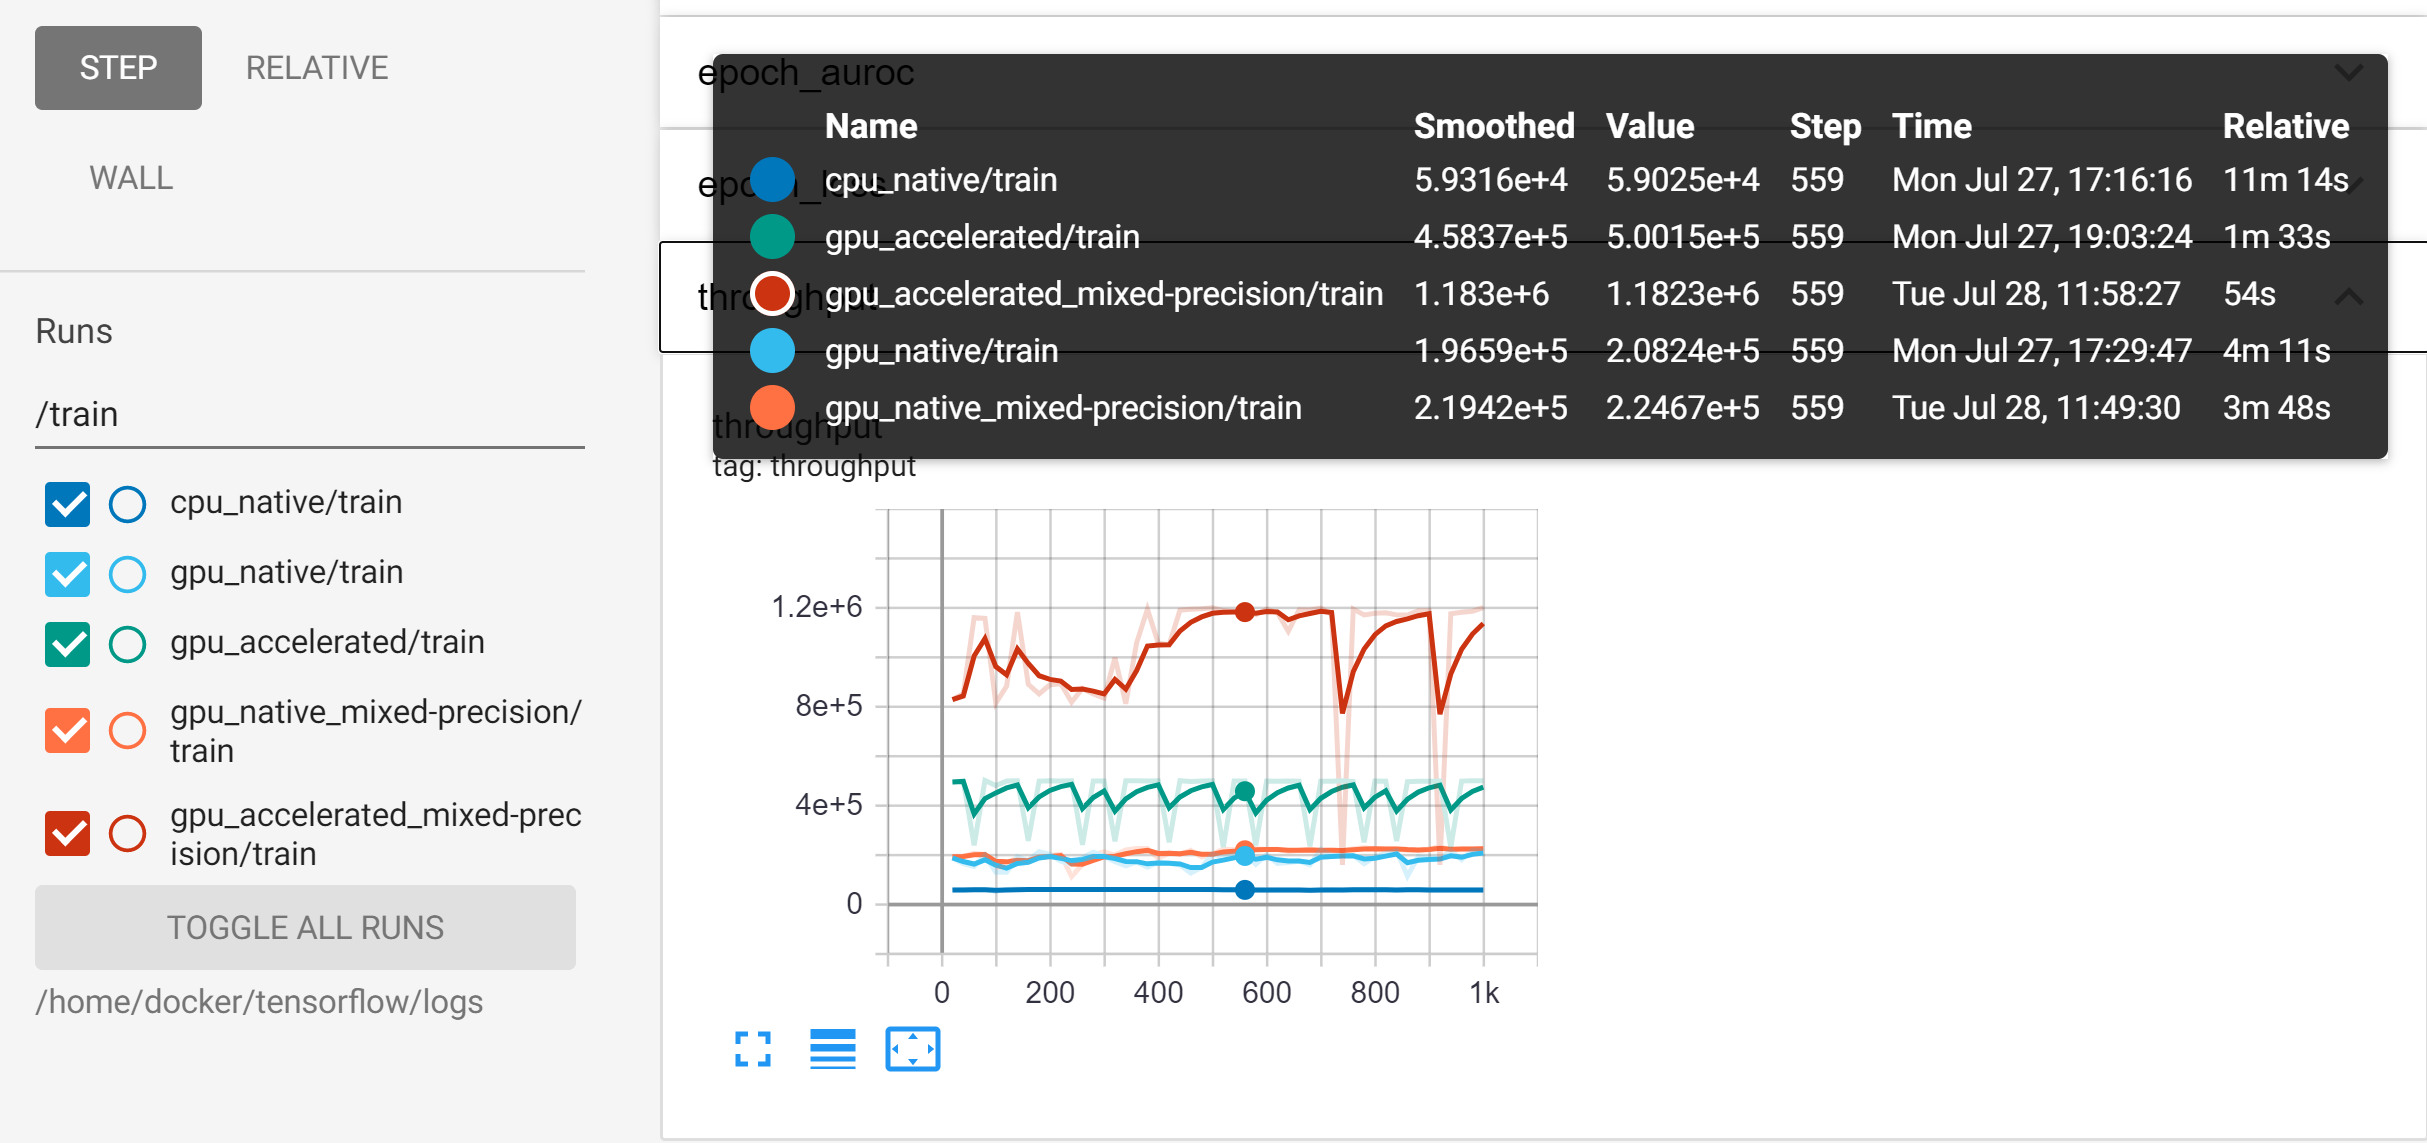 STEP RELATIVE
WALL
Runs
/train
cpu_native/train
gpu_native/train
gpu_accelerated/train
gpu_native_mixed-precision/
train
gpu_accelerated_mixed-prec
ision/train
TOGGLE ALL RUNS
/home/docker/tensorflow/logs
epoch_auroc
Name Smoothed Value Step Time Relative
cpu_native/train 5.9316e+4 5.9025e+4 559 Mon Jul 27, 17:16:16 11m 14s
gpu_accelerated/train 4.5837e+5 5.0015e+5 559 Mon Jul 27, 19:03:24 1m 33s
gpu_accelerated_mixed-precision/train 1.183e+6 1.1823e+6 559 Tue Jul 28, 11:58:27 54s
gpu_native/train 1.9659e+5 2.0824e+5 559 Mon Jul 27, 17:29:47 4m 11s
gpu_native_mixed-precision/train 2.1942e+5 2.2467e+5 559 Tue Jul 28, 11:49:30 3m 48s
epoch_loss
throughput
throughput
tag: throughput
1.2e+6
8e+5
4e+5
0
0 200 400 600 800 1k